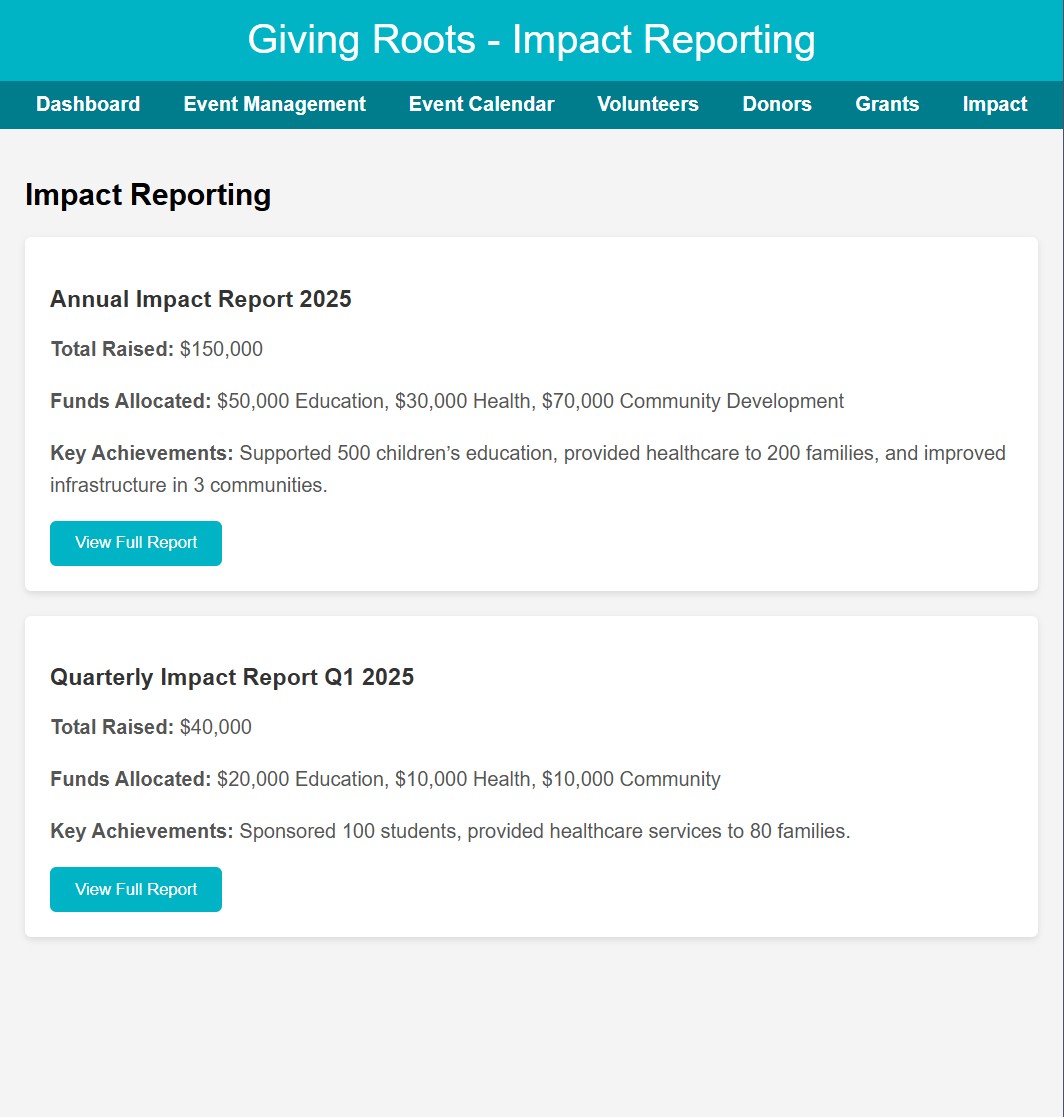 Giving Roots - Impact Reporting
Dashboard Event Management Event Calendar Volunteers Donors Grants Impact
Impact Reporting
Annual Impact Report 2025
Total Raised: $150,000
Funds Allocated: $50,000 Education, $30,000 Health, $70,000 Community Development
Key Achievements: Supported 500 children’s education, provided healthcare to 200 families, and improved
infrastructure in 3 communities.
View Full Report
Quarterly Impact Report Q1 2025
Total Raised: $40,000
Funds Allocated: $20,000 Education, $10,000 Health, $10,000 Community
Key Achievements: Sponsored 100 students, provided healthcare services to 80 families.
View Full Report